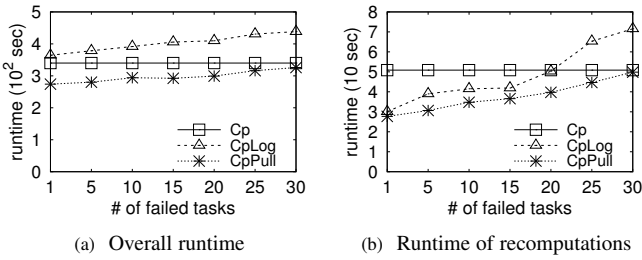 runtime (10² sec)
5
4
3
2
1
0
Cp
CpLog
CpPull
1 5 10 15 20 25 30
# of failed tasks
(a) Overall runtime
runtime (10 sec)
8
7
6
5
4
3
2
1
0
Cp
CpLog
CpPull
1 5 10 15 20 25 30
# of failed tasks
(b) Runtime of recomputations